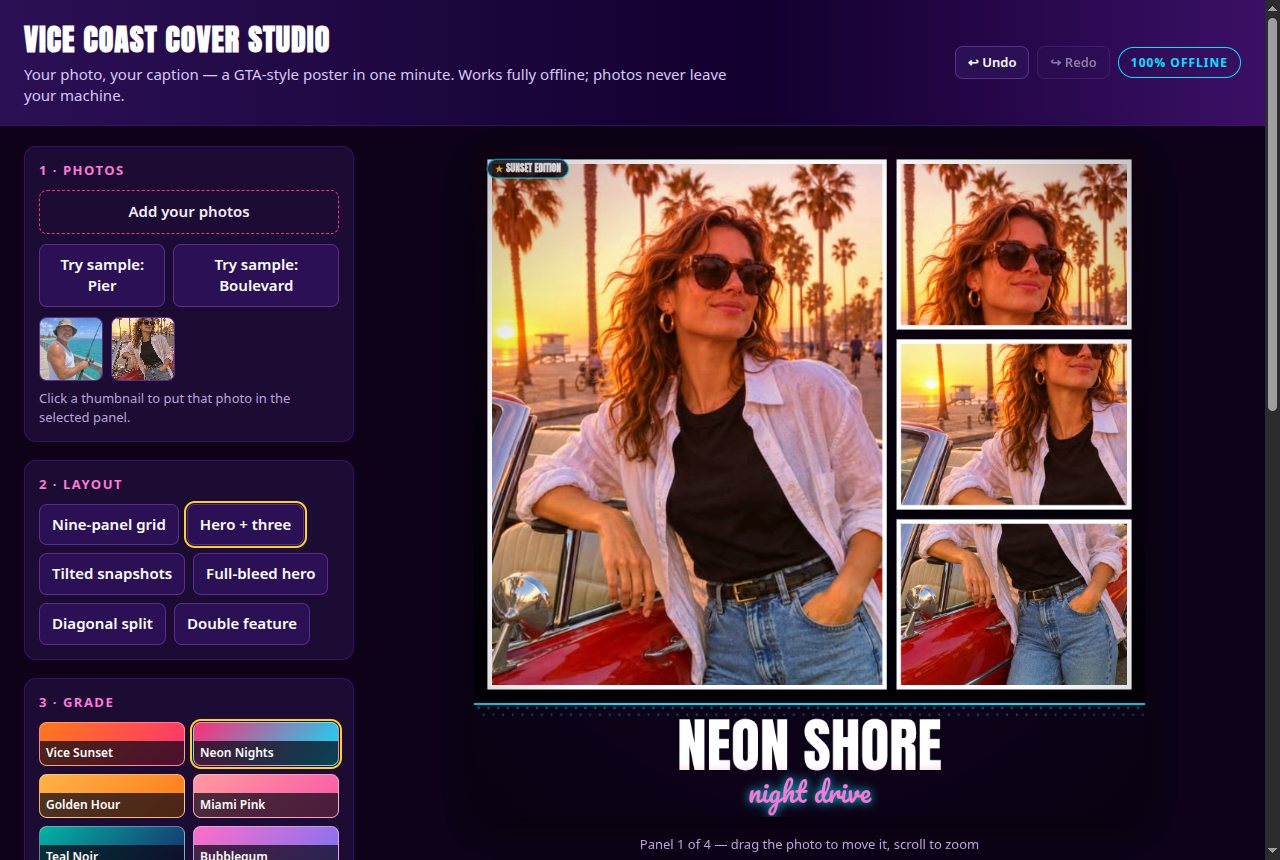 VICE COAST COVER STUDIO
Your photo, your caption — a GTA-style poster in one minute. Works fully offline; photos never leave
your machine.
↩ Undo
↪ Redo
100% OFFLINE
1 · PHOTOS
Add your photos
Try sample:
Pier
Try sample:
Boulevard
Click a thumbnail to put that photo in the
selected panel.
2 · LAYOUT
Nine-panel grid
Hero + three
Tilted snapshots
Full-bleed hero
Diagonal split
Double feature
3 · GRADE
Vice Sunset
Neon Nights
Golden Hour
Miami Pink
Teal Noir
Bubblegum
★ SUNSET EDITION
NEON SHORE
night drive
Panel 1 of 4 — drag the photo to move it, scroll to zoom